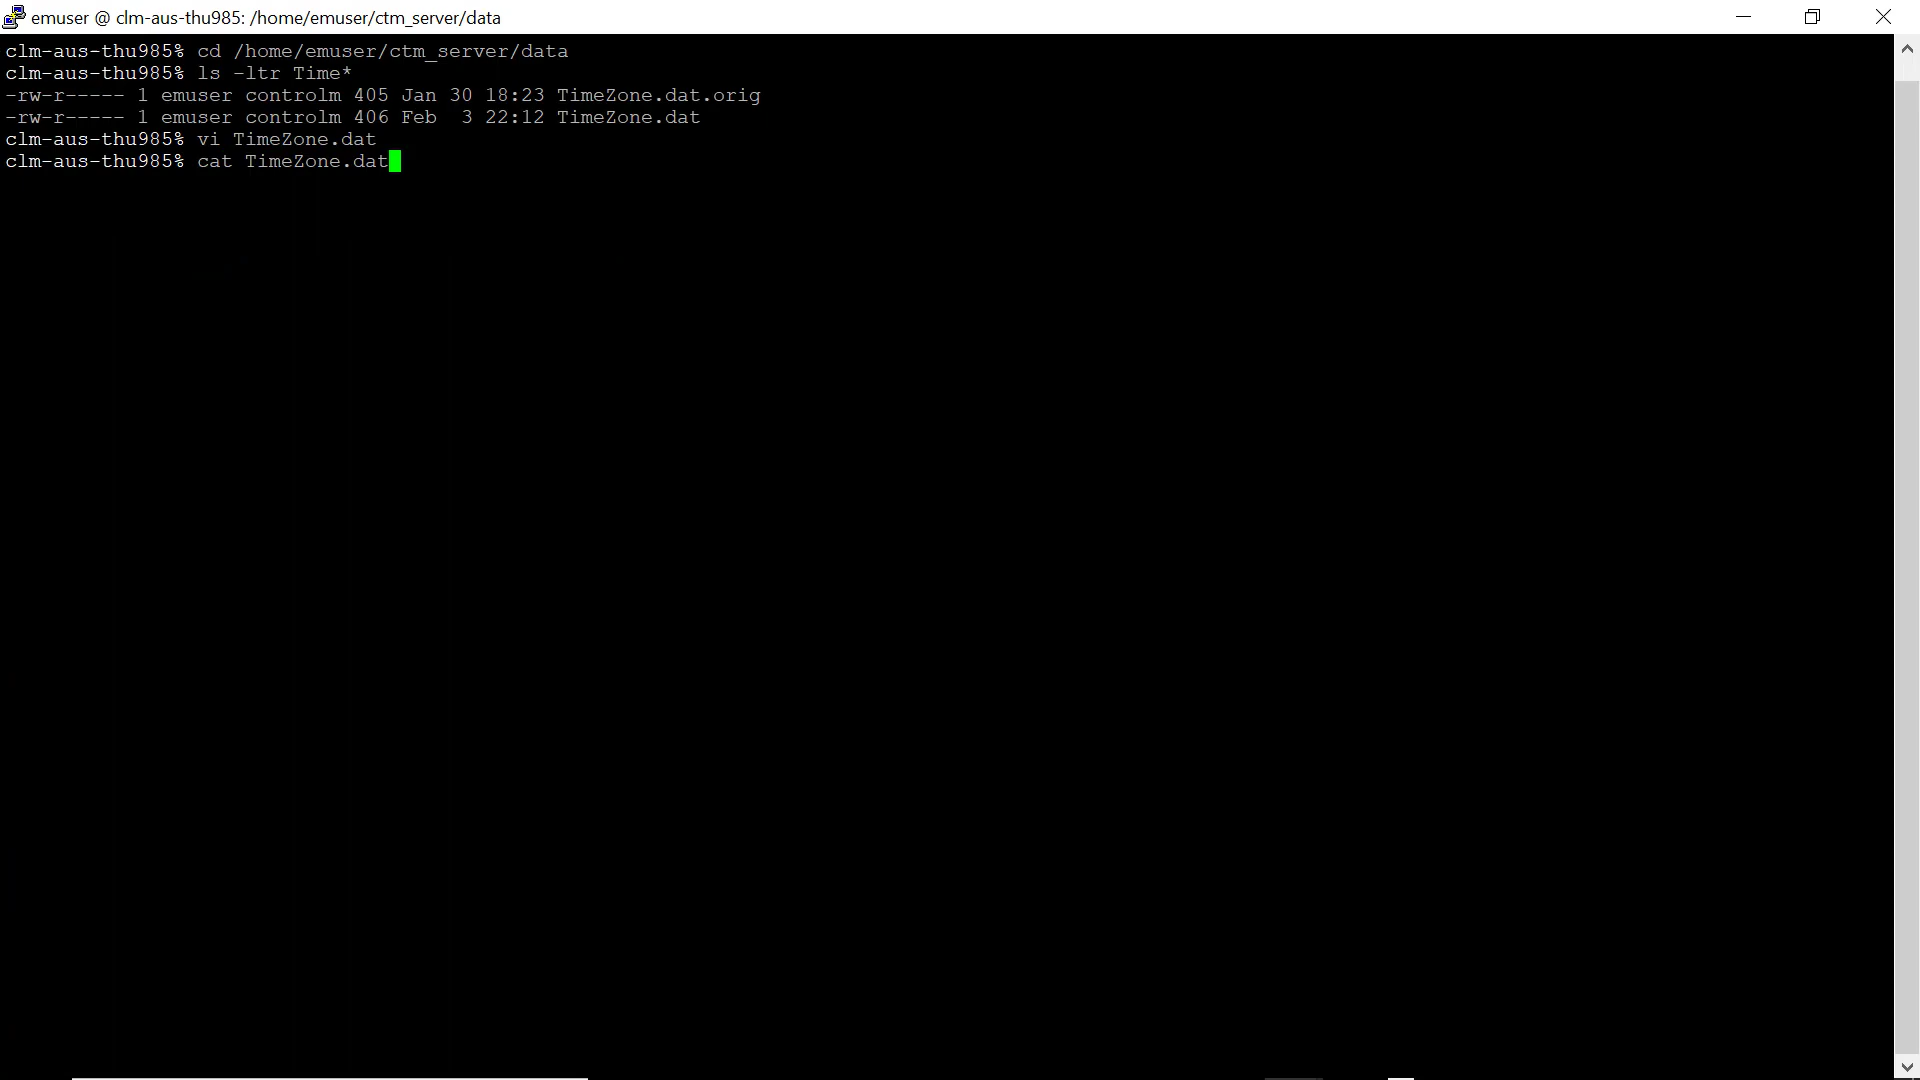 emuser @ clm-aus-thu985: /home/emuser/ctm_server/data
clm-aus-thu985% cd /home/emuser/ctm_server/data
clm-aus-thu985% ls -ltr Time*
-rw-r----- 1 emuser controlm 405 Jan 30 18:23 TimeZone.dat.orig
-rw-r----- 1 emuser controlm 406 Feb  3 22:12 TimeZone.dat
clm-aus-thu985% vi TimeZone.dat
clm-aus-thu985% cat TimeZone.dat